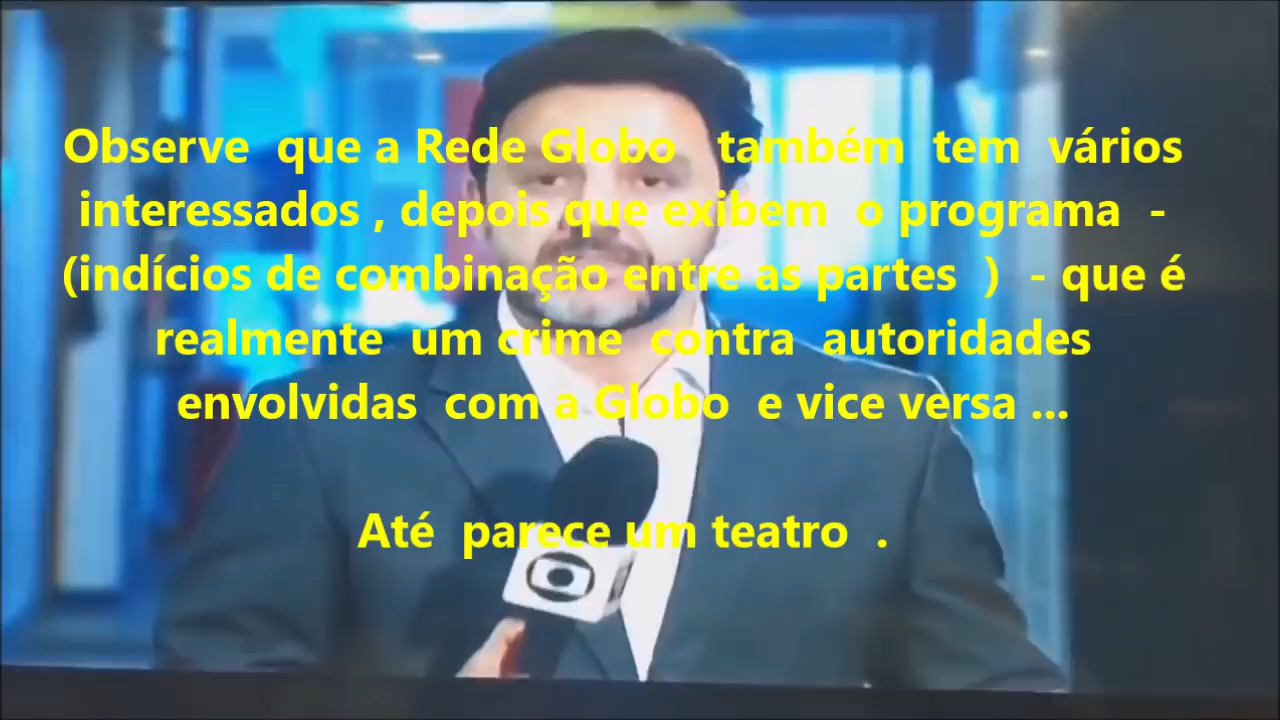 Observe que a Rede Globo também tem vários
interessados , depois que exibem o programa -
(indícios de combinação entre as partes ) - que é
realmente um crime contra autoridades
envolvidas com a Globo e vice versa ...
Até parece um teatro .